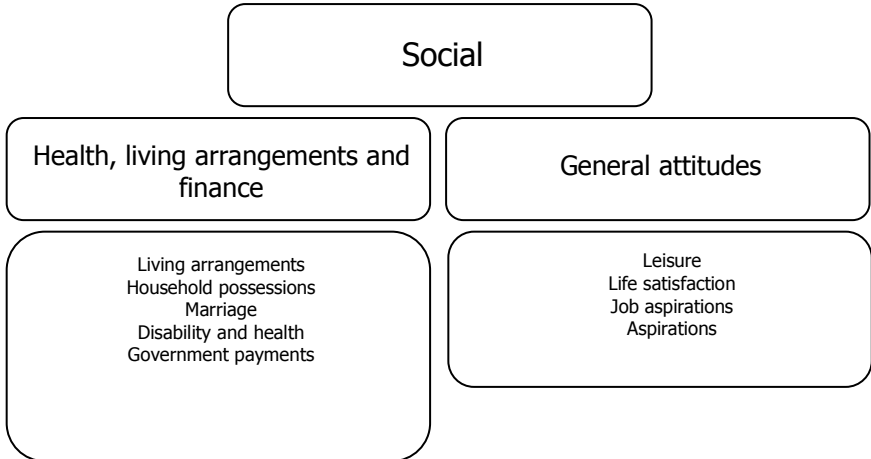 Social
Health, living arrangements and
finance
General attitudes
Living arrangements
Household possessions
Marriage
Disability and health
Government payments
Leisure
Life satisfaction
Job aspirations
Aspirations